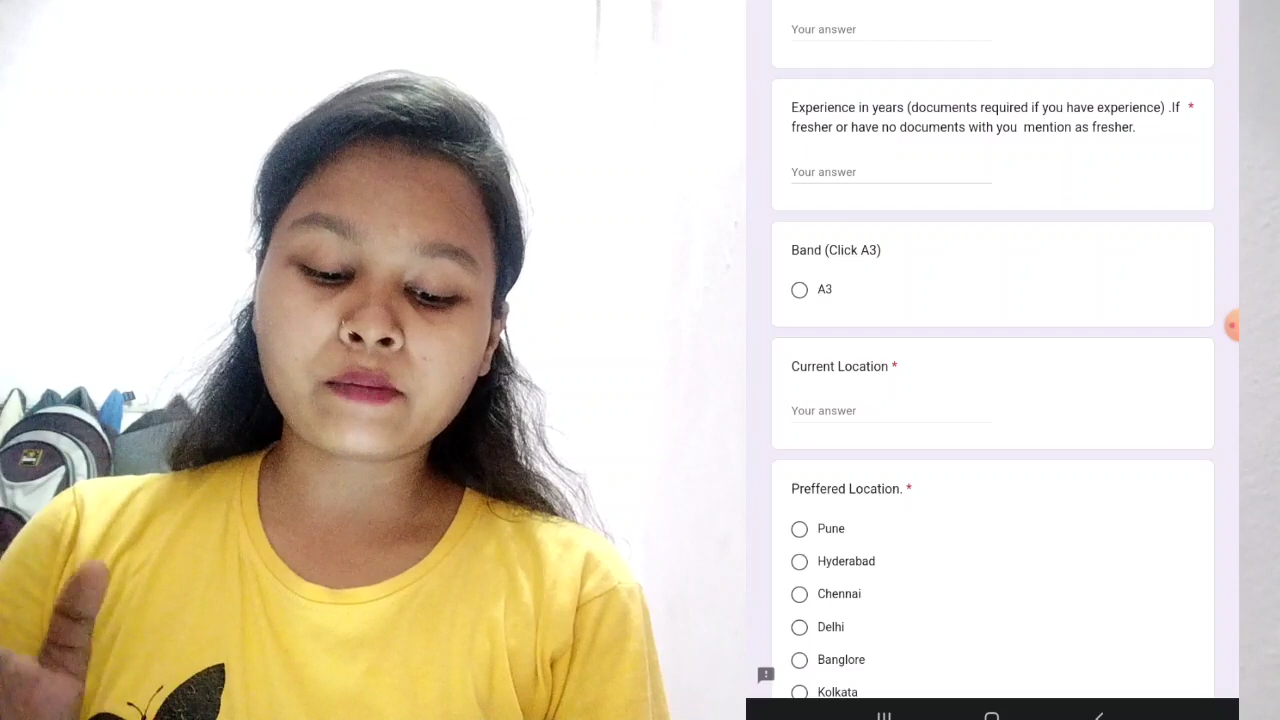 Your answer
Experience in years (documents required if you have experience) .If *
fresher or have no documents with you mention as fresher.
Your answer
Band (Click A3)
A3
Current Location *
Your answer
Preffered Location. *
Pune
Hyderabad
Chennai
Delhi
Banglore
Kolkata